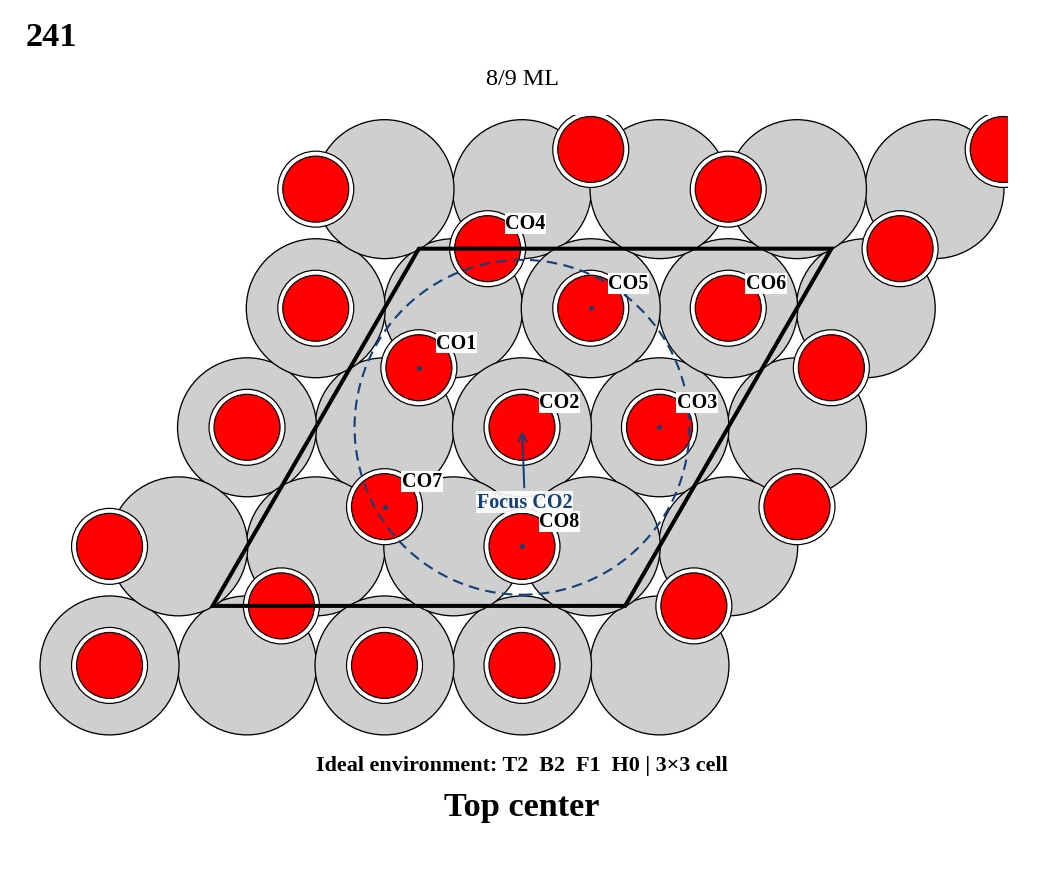 241
8/9 ML
CO4
CO5
CO6
CO1
CO2
CO3
CO7
Focus CO2
CO8
Ideal environment: T2 B2 F1 H0 | 3×3 cell
Top center